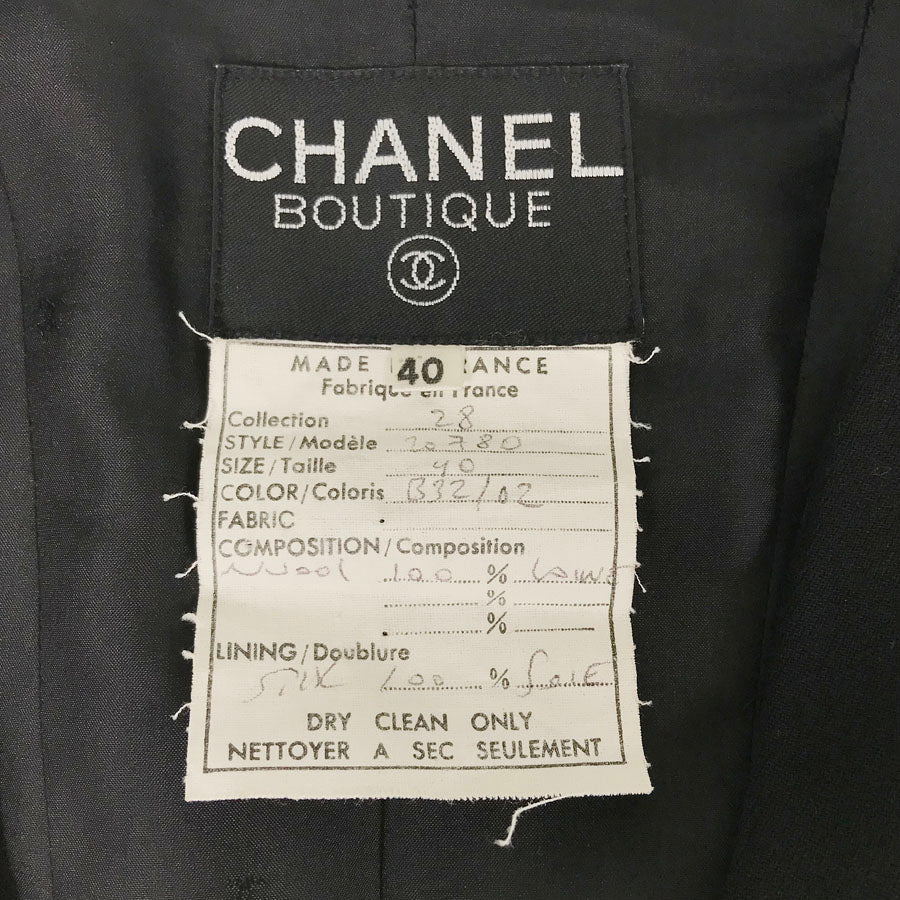 CHANEL
BOUTIQUE
MADE RANCE
40
Fabriqu en France
Collection 28
STYLE/Modèle 20780
SIZE/Taille 40
COLOR/Coloris B32/02
FABRIC
COMPOSITION/Composition
Wool 100 % LAINE
%
%
LINING/Doublure
SILK 100 % SOIE
DRY CLEAN ONLY
NETTOYER A SEC SEULEMENT